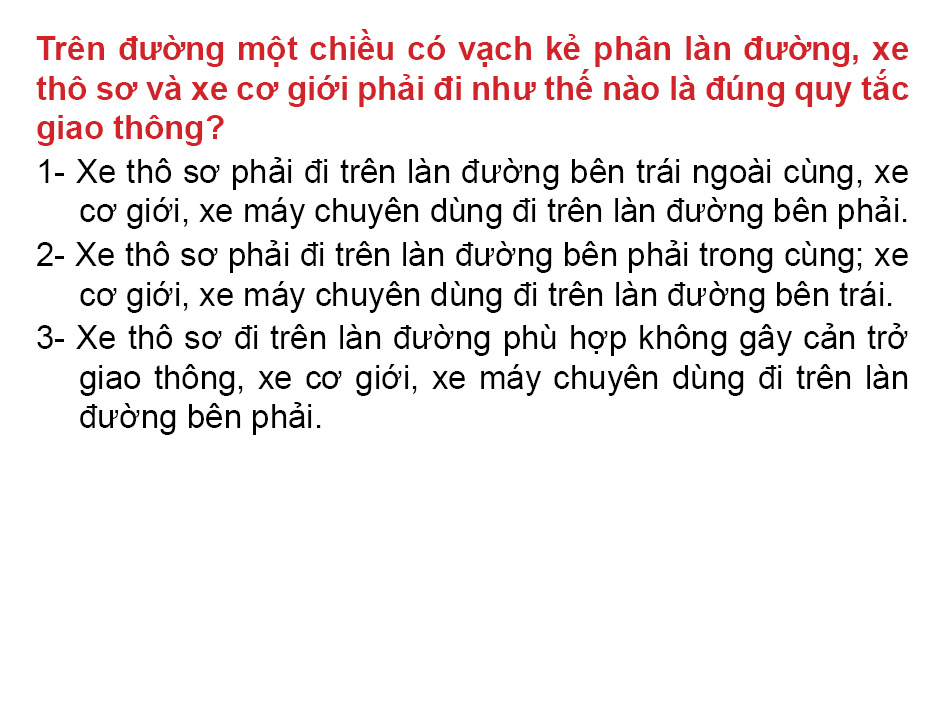 Trên đường một chiều có vạch kẻ phân làn đường, xe
thô sơ và xe cơ giới phải đi như thế nào là đúng quy tắc
giao thông?
1- Xe thô sơ phải đi trên làn đường bên trái ngoài cùng, xe
cơ giới, xe máy chuyên dùng đi trên làn đường bên phải.
2- Xe thô sơ phải đi trên làn đường bên phải trong cùng; xe
cơ giới, xe máy chuyên dùng đi trên làn đường bên trái.
3- Xe thô sơ đi trên làn đường phù hợp không gây cản trở
giao thông, xe cơ giới, xe máy chuyên dùng đi trên làn
đường bên phải.